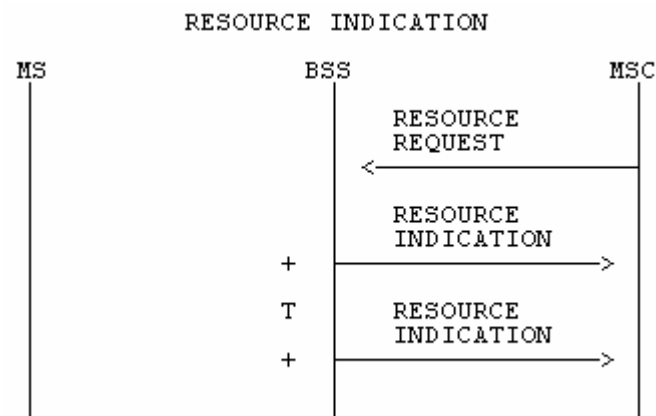 RESOURCE INDICATION
MS BSS MSC
RESOURCE
REQUEST
<
RESOURCE
INDICATION
+ >
T RESOURCE
INDICATION
+ >